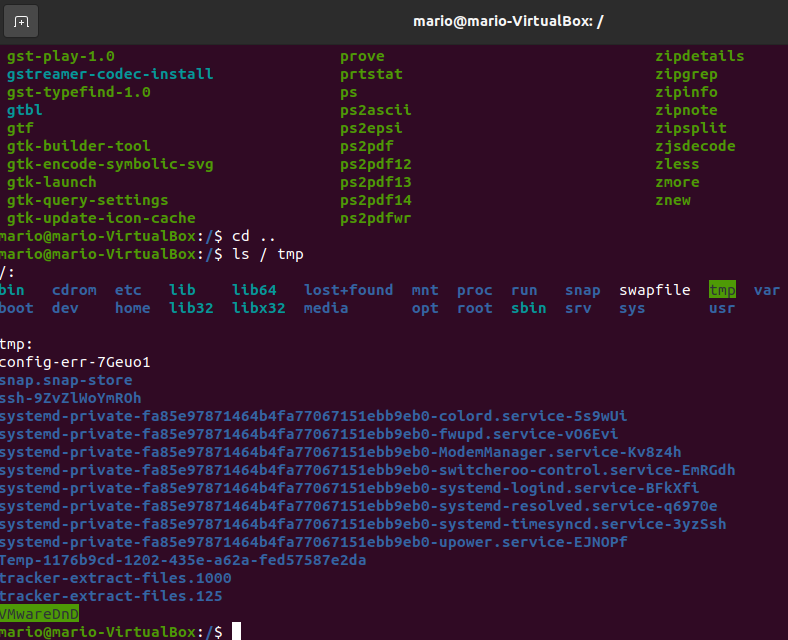 mario@mario-VirtualBox: /
gst-play-1.0 prove zipdetails
gstreamer-codec-install prtstat zipgrep
gst-typefind-1.0 ps zipinfo
gtbl ps2ascii zipnote
gtf ps2epsi zipsplit
gtk-builder-tool ps2pdf zjsdecode
gtk-encode-symbolic-svg ps2pdf12 zless
gtk-launch ps2pdf13 zmore
gtk-query-settings ps2pdf14 znew
gtk-update-icon-cache ps2pdfwr
mario@mario-VirtualBox:/$ cd ..
mario@mario-VirtualBox:/$ ls / tmp
/:
bin cdrom etc lib lib64 lost+found mnt proc run snap swapfile tmp var
boot dev home lib32 libx32 media opt root sbin srv sys usr
tmp:
config-err-7Geuo1
snap.snap-store
ssh-9ZvZlWoYmROh
systemd-private-fa85e97871464b4fa77067151ebb9eb0-colord.service-5s9wUi
systemd-private-fa85e97871464b4fa77067151ebb9eb0-fwupd.service-vO6Evi
systemd-private-fa85e97871464b4fa77067151ebb9eb0-ModemManager.service-Kv8z4h
systemd-private-fa85e97871464b4fa77067151ebb9eb0-switcheroo-control.service-EmRGdh
systemd-private-fa85e97871464b4fa77067151ebb9eb0-systemd-logind.service-BFkXfi
systemd-private-fa85e97871464b4fa77067151ebb9eb0-systemd-resolved.service-q6970e
systemd-private-fa85e97871464b4fa77067151ebb9eb0-systemd-timesyncd.service-3yzSsh
systemd-private-fa85e97871464b4fa77067151ebb9eb0-upower.service-EJNOPf
Temp-1176b9cd-1202-435e-a62a-fed57587e2da
tracker-extract-files.1000
tracker-extract-files.125
VMwareDnD
mario@mario-VirtualBox:/$